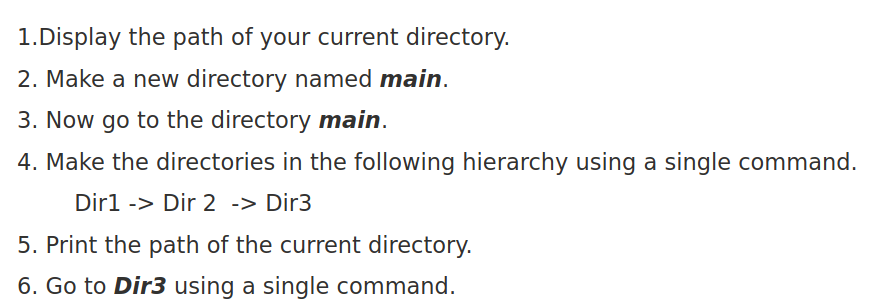 1.Display the path of your current directory.
2. Make a new directory named main.
3. Now go to the directory main.
4. Make the directories in the following hierarchy using a single command.
Dir1 -> Dir 2  -> Dir3
5. Print the path of the current directory.
6. Go to Dir3 using a single command.